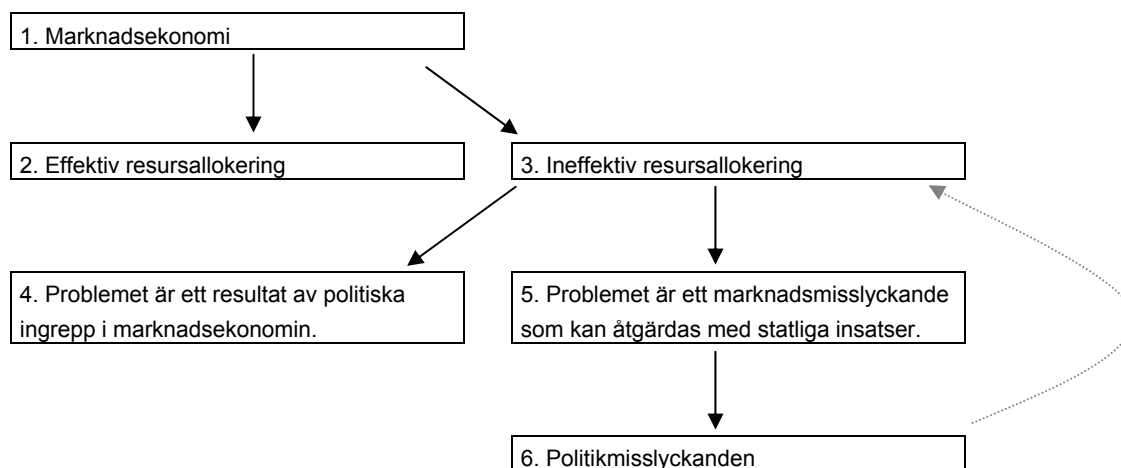 1. Marknadsekonomi
2. Effektiv resursallokering
3. Ineffektiv resursallokering
4. Problemet är ett resultat av politiska
ingrepp i marknadsekonomin.
5. Problemet är ett marknadsmisslyckande
som kan åtgärdas med statliga insatser.
6. Politikmisslyckanden